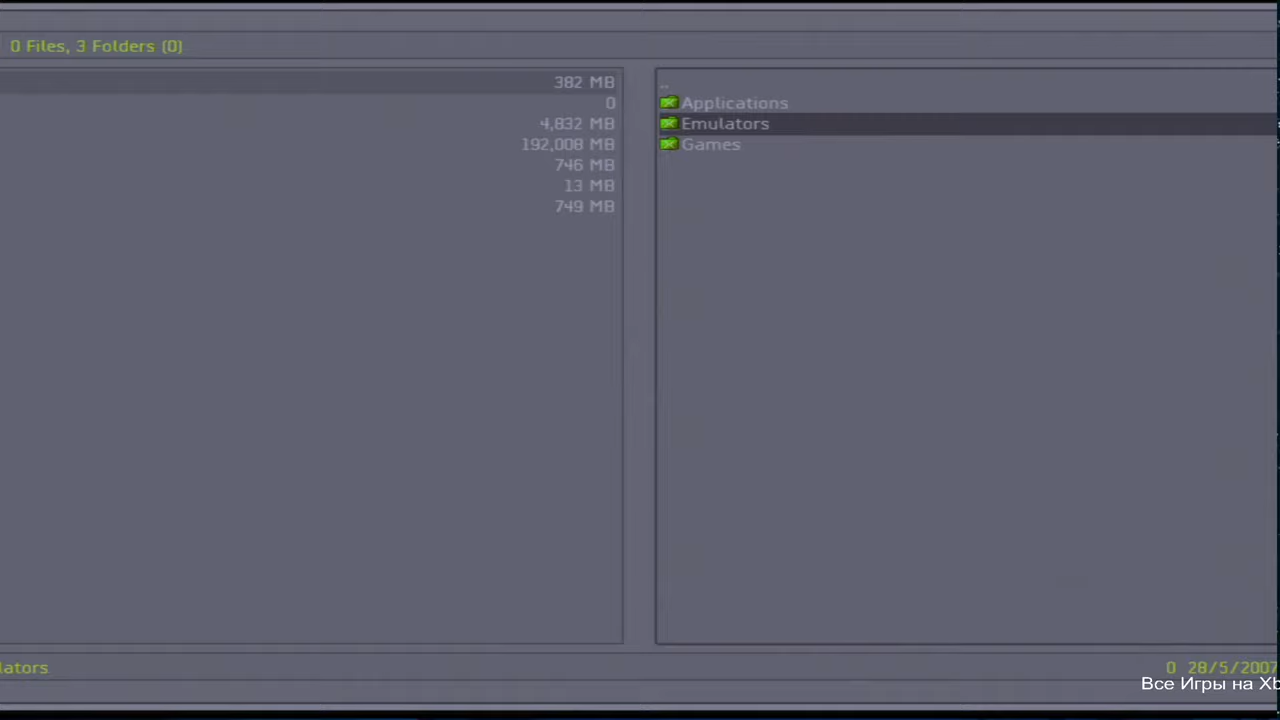 0 Files, 3 Folders (0)
382 MB
0
4,832 MB
192,008 MB
746 MB
13 MB
749 MB
..
Applications
Emulators
Games
lators
0 28/5/2007
Все Игры на Xb